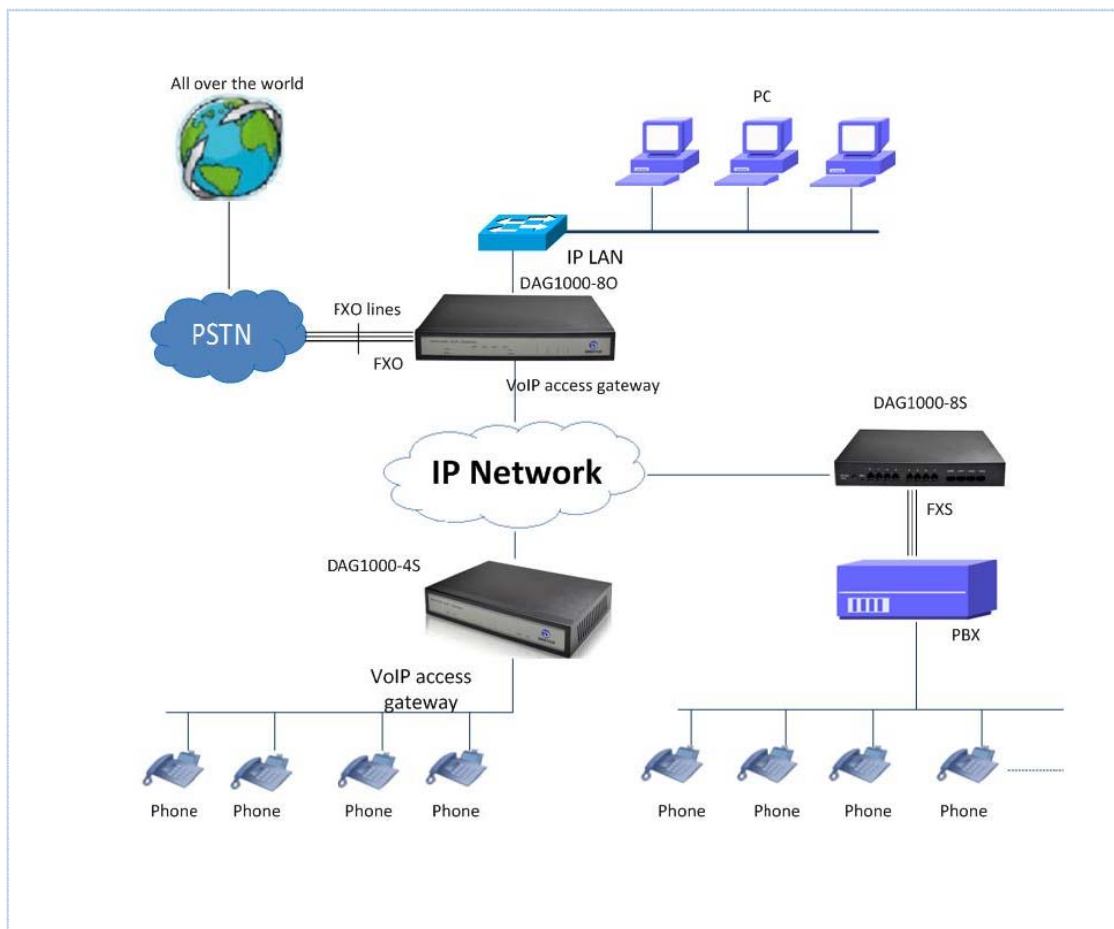 All over the world
PC
IP LAN
DAG1000-8O
FXO lines
PSTN
FXO
VoIP access gateway
DAG1000-8S
IP Network
FXS
DAG1000-4S
PBX
VoIP access
gateway
Phone
Phone
Phone
Phone
Phone
Phone
Phone
Phone